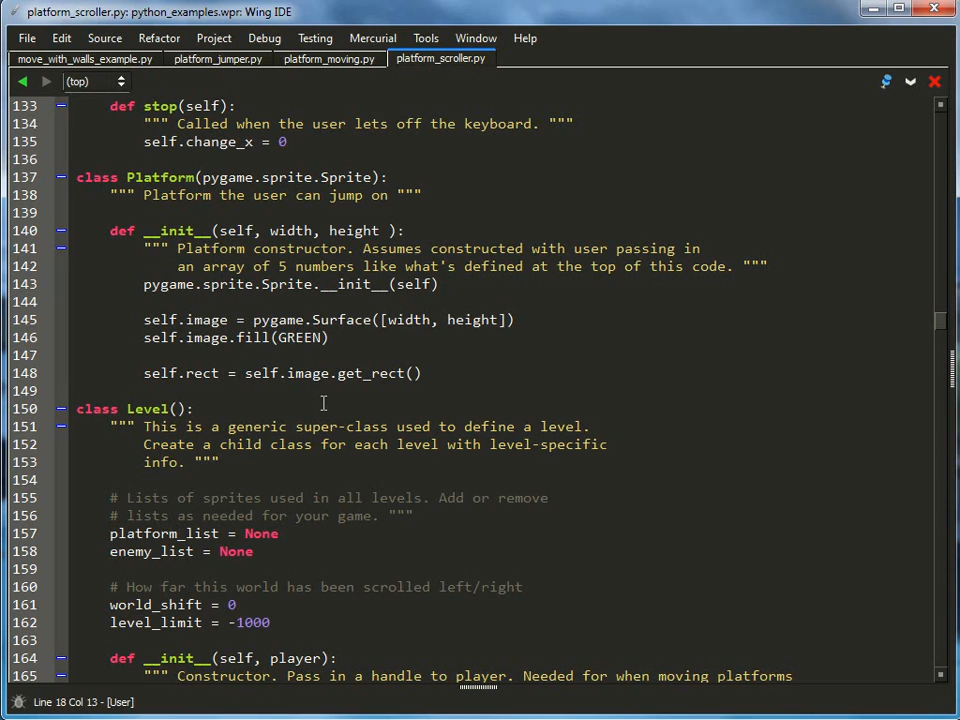 platform_scroller.py: python_examples.wpr: Wing IDE
File Edit Source Refactor Project Debug Testing Mercurial Tools Window Help
move_with_walls_example.py platform_jumper.py platform_moving.py platform_scroller.py
(top)
133 def stop(self):
134 """ Called when the user lets off the keyboard. """
135 self.change_x = 0
136
137 class Platform(pygame.sprite.Sprite):
138 """ Platform the user can jump on """
139
140 def __init__(self, width, height ):
141 """ Platform constructor. Assumes constructed with user passing in
142 an array of 5 numbers like what's defined at the top of this code. """
143 pygame.sprite.Sprite.__init__(self)
144
145 self.image = pygame.Surface([width, height])
146 self.image.fill(GREEN)
147
148 self.rect = self.image.get_rect()
149
150 class Level():
151 """ This is a generic super-class used to define a level.
152 Create a child class for each level with level-specific
153 info. """
154
155 # Lists of sprites used in all levels. Add or remove
156 # lists as needed for your game. """
157 platform_list = None
158 enemy_list = None
159
160 # How far this world has been scrolled left/right
161 world_shift = 0
162 level_limit = -1000
163
164 def __init__(self, player):
165 """ Constructor. Pass in a handle to player. Needed for when moving platforms
Line 18 Col 13 - [User]